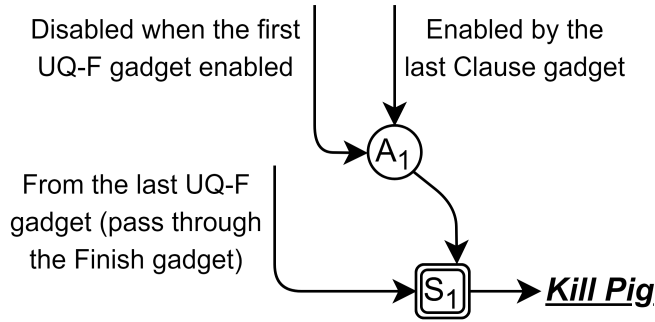 Disabled when the first
UQ-F gadget enabled
Enabled by the
last Clause gadget
A1
From the last UQ-F
gadget (pass through
the Finish gadget)
S1
Kill Pig